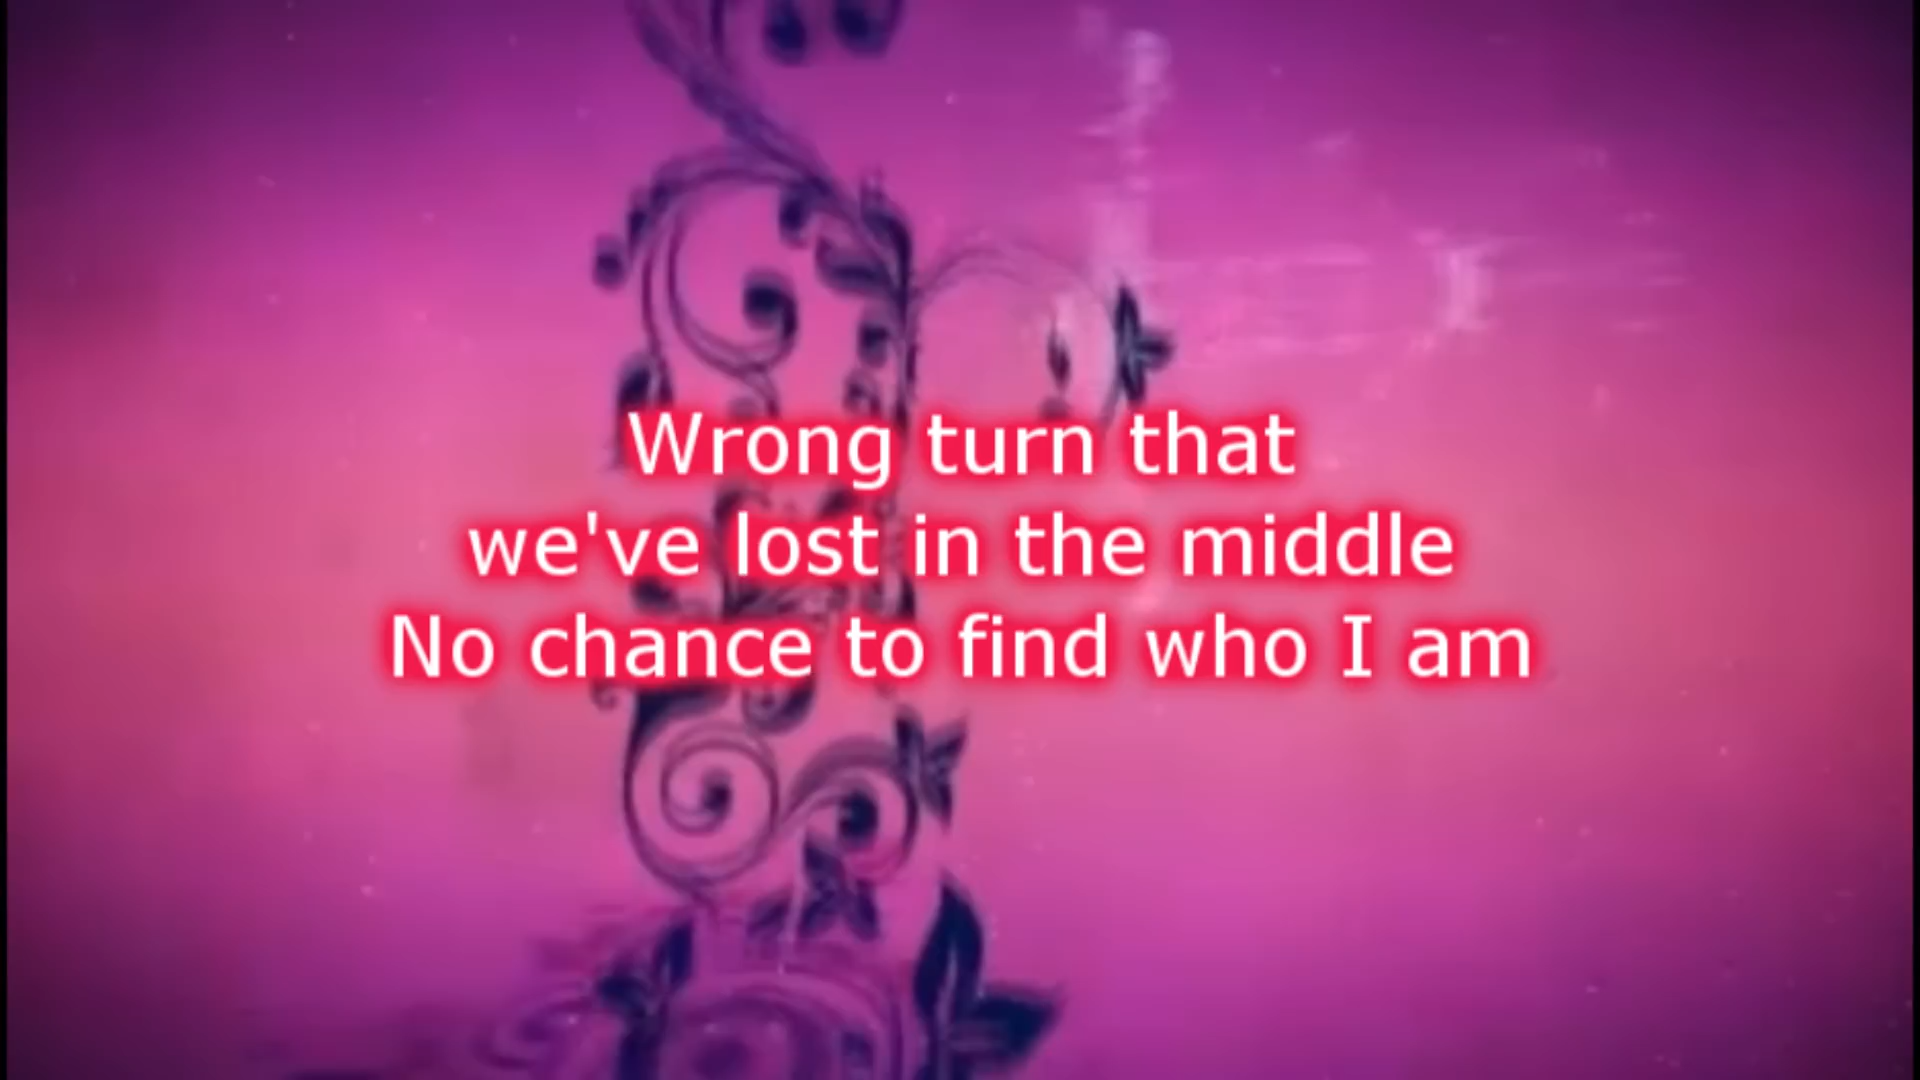 Wrong turn that
we've lost in the middle
No chance to find who I am